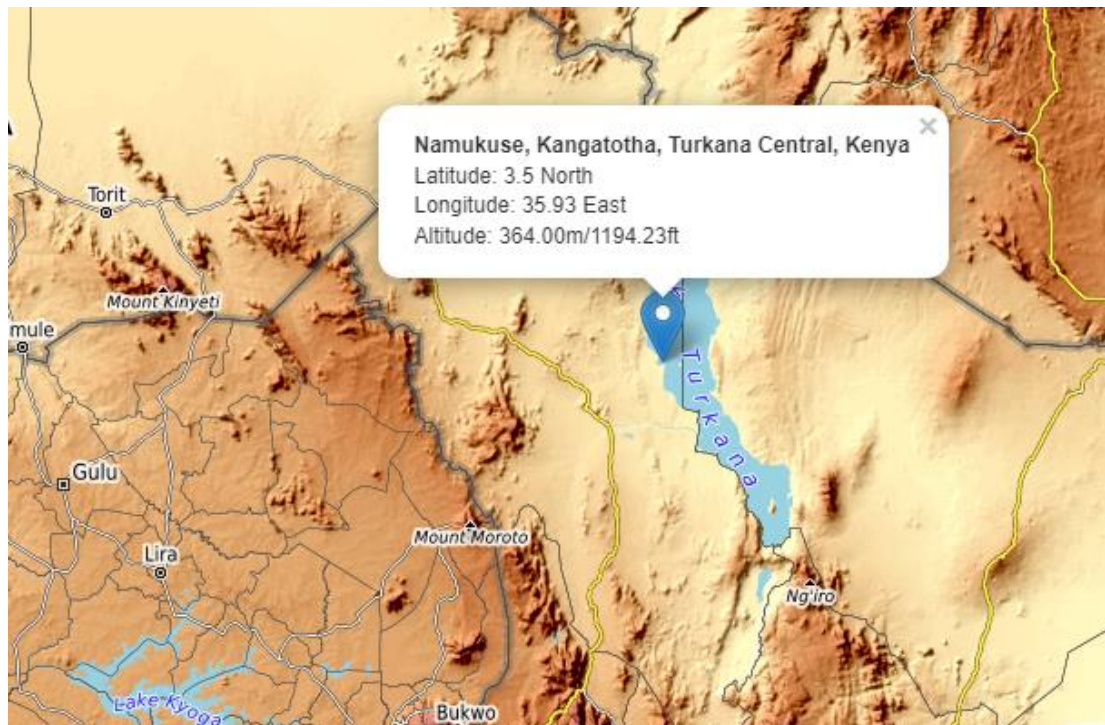 Namukuse, Kangatotha, Turkana Central, Kenya
×
Latitude: 3.5 North
Longitude: 35.93 East
Altitude: 364.00m/1194.23ft
Torit
Mount Kinyeti
mule
Turkana
Gulu
Mount Moroto
Lira
Ng'iro
Lake Kyoga
Bukwo